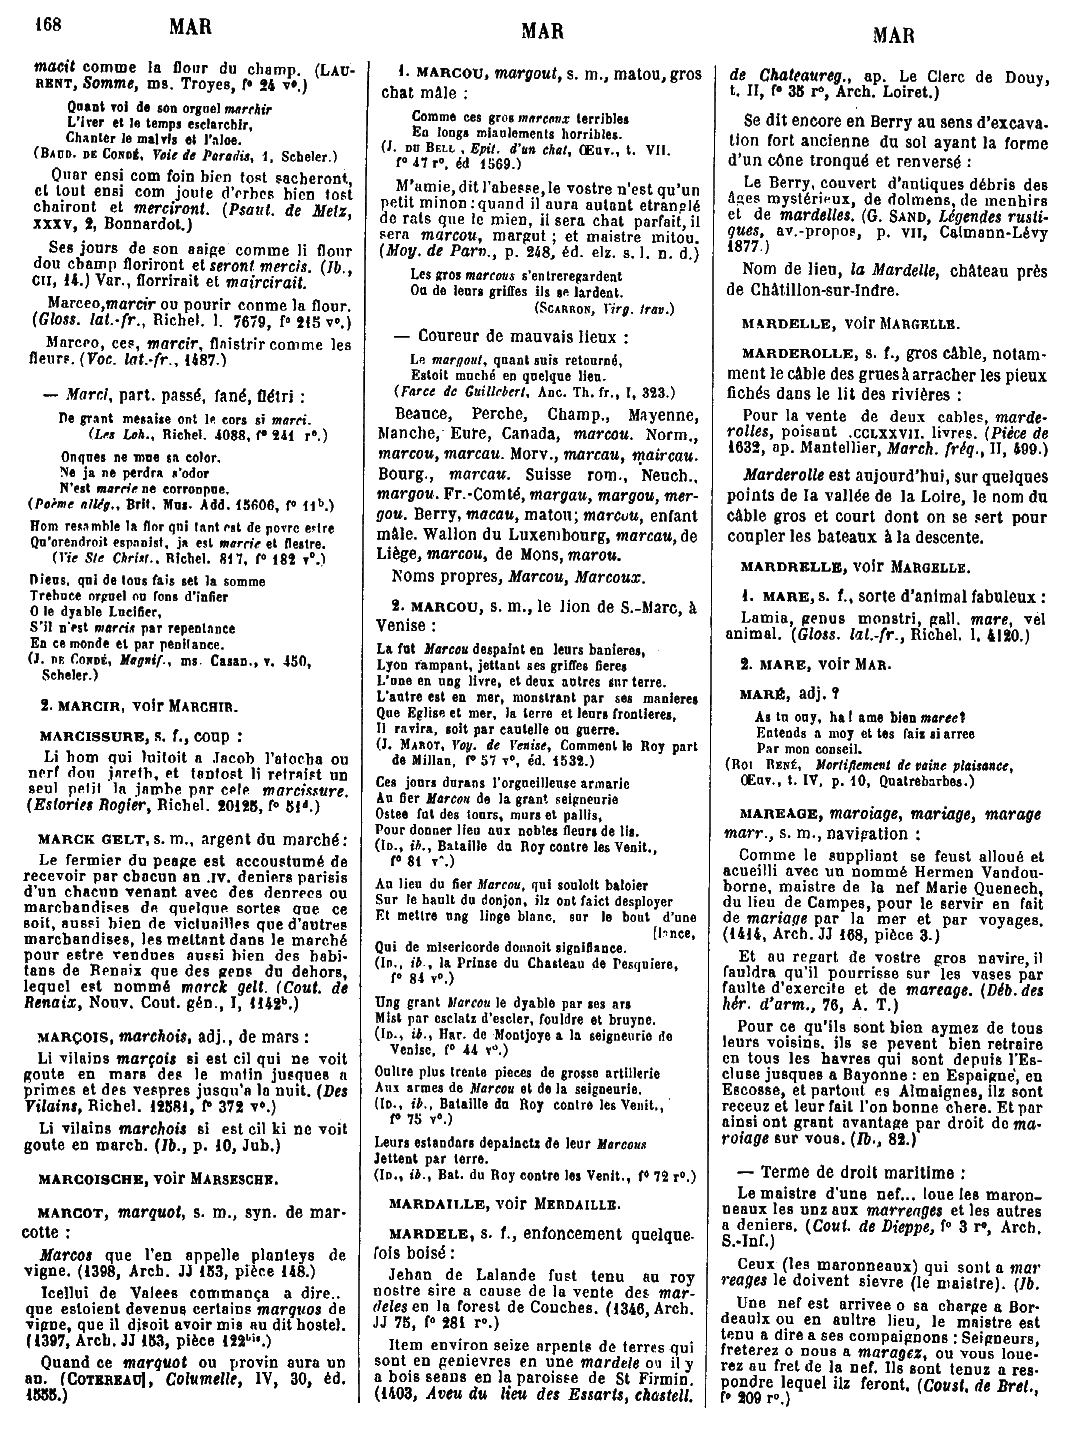 168 MAR MAR MAR
macit comme la flour du champ. (LAU-
RENT, Somme, ms. Troyes, f° 24 v°.)
Quant voi de son orguel marchir
L'iver et le temps esclarchir,
Chanter le malvis et l'aloe.
(BAUD. DE CONDÉ, Voie de Paradis, 1, Scheler.)
Quar ensi com foin bien tost sacheront,
et tout ensi com joute d'erbes bien tost
chairont et merciront. (Psaut. de Metz,
XXXV, 2, Bonnardot.)
Ses jours de son aaige comme li flour
dou champ floriront et seront mercis. (Ib.,
CII, 14.) Var., florrirait et maircirait.
Marceo, marcir ou pourir conme la flour.
(Gloss. lat.-fr., Richel. l. 7679, f° 215 v°.)
Marceo, ces, marcir, flaistrir comme les
fleurs. (Voc. lat.-fr., 1487.)
— Marci, part. passé, fané, flétri :
De grant mesaise ont le cors si marci.
(Les Loh., Richel. 4988, f° 241 r°.)
Onques ne mue sa color,
Ne ja ne perdra s'odor
N'est marcie ne corronpue.
(Poème allég., Brit. Mus. Add. 15606, f° 11b.)
Hom resamble la flor qui tant est de povre estre
Qu'orendroit espanist, ja est marcie et flestre.
(Vie Ste Christ., Richel. 817, f° 182 v°.)
Diens, qui de tous fais set la somme
Trebuce orguel ou fons d'infier
O le dyable Lucifier,
S'il n'est marcis par repentance
En ce monde et par penitance.
(J. DE CONDÉ, Magnif., ms. Casan., v. 450,
Scheler.)
2. MARCIR, voir MARCHIR.
MARCISSURE, s. f., coup :
Li hom qui luitoit a Jacob l'atocha ou
nerf dou jareth, et tantost li retraist un
seul petit la jambe par cele marcissure.
(Estories Rogier, Richel. 20125, f° 51d.)
MARCK GELT, s. m., argent du marché :
Le fermier du peage est accoustumé de
recevoir par chacun an .IV. deniers parisis
d'un chacun venant avec des denrees ou
marchandises de quelque sortes que ce
soit, aussi bien de victuailles que d'autres
marchandises, les mettant dans le marché
pour estre vendues aussi bien des habi-
tans de Renaix que des gens du dehors,
lequel est nommé marck gelt. (Cout. de
Renaix, Nouv. Cout. gén., I, 1142b.)
MARÇOIS, marchois, adj., de mars :
Li vilains marçois si est cil qui ne voit
goute en mars des le matin jusques a
primes et des vespres jusqu'a la nuit. (Des
Vilains, Richel. 12581, f° 372 v°.)
Li vilains marchois si est cil ki ne voit
goute en march. (Ib., p. 10, Jub.)
MARCOISCHE, voir MARSESCHE.
MARCOT, marquot, s. m., syn. de mar-
cotte :
Marcos que l'en appelle planteys de
vigne. (1398, Arch. JJ 153, pièce 148.)
Icellui de Valees commança a dire..
que estoient devenus certains marquos de
vigne, que il disoit avoir mis au dit hostel.
(1397, Arch. JJ 153, pièce 122bis.)
Quand ce marquot ou provin aura un
an. (COTEREAU, Columelle, IV, 30, éd.
1555.)
1. MARCOU, margout, s. m., matou, gros
chat mâle :
Comme ces gros marcoux terribles
En longs miaulements horribles.
(J. DU BELL., Epit. d'un chat, Œuv., t. VII.
f° 47 r°, éd 1569.)
M'amie, dit l'abesse, le vostre n'est qu'un
petit minon : quand il aura autant etranglé
de rats que le mien, il sera chat parfait, il
sera marcou, margut ; et maistre mitou.
(Moy. de Parv., p. 248, éd. elz. s. l. n. d.)
Les gros marcous s'entreregardent
Ou de leurs griffes ils se lardent.
(SCARRON, Virg. trav.)
— Coureur de mauvais lieux :
Le margout, quant suis retourné,
Estoit muché en quelque lieu.
(Farce de Guillebert, Anc. Th. fr., I, 323.)
Beauce, Perche, Champ., Mayenne,
Manche, Eure, Canada, marcou. Norm.,
marcou, marcau. Morv., marcau, maircau.
Bourg., marcau. Suisse rom., Neuch.,
margou. Fr.-Comté, margau, margou, mer-
gou. Berry, macau, matou; marcou, enfant
mâle. Wallon du Luxembourg, marcau, de
Liège, marcou, de Mons, marou.
Noms propres, Marcou, Marcoux.
2. MARCOU, s. m., le lion de S.-Marc, à
Venise :
La fut Marcou despaint en leurs banieres,
Lyon rampant, jettant ses griffes fieres
L'une en ung livre, et deux autres sur terre.
L'autre est en mer, monstrant par ses manieres
Que Eglise et mer, la terre et leurs frontieres,
Il ravira, soit par cautelle ou guerre.
(J. MAROT, Voy. de Venise, Comment le Roy part
de Millan, f° 57 v°, éd. 1532.)
Ces jours durans l'orgueilleuse armarie
Au fier Marcou de la grant seigneurie
Ostee fut des tours, murs et pallis,
Pour donner lieu aux nobles fleurs de lis.
(ID., ib., Bataille du Roy contre les Venit.,
f° 81 v°.)
Au lieu du fier Marcou, qui souloit baloier
Sur le hault du donjon, ilz ont faict desployer
Et mettre ung linge blanc, sur le bout d'une
[lance,
Qui de misericorde donnoit signifiance.
(ID., ib., la Prinse du Chasteau de Pesquiere,
f° 84 v°.)
Ung grant Marcou le dyable par ses ars
Mist par esclatz d'escler, fouldre et bruyne.
(ID., ib., Har. de Montjoye a la seigneurie de
Venise, f° 44 v°.)
Oultre plus trente pieces de grosse artillerie
Aux armes de Marcou et de la seigneurie.
(ID., ib., Bataille du Roy contre les Venit.,
f° 75 v°.)
Leurs estandars depainctz de leur Marcous
Jettent par terre.
(ID., ib., Bat. du Roy contre les Venit., f° 72 r°.)
MARDAILLE, voir MERDAILLE.
MARDELE, s. f., enfoncement quelque-
fois boisé :
Jehan de Lalande fust tenu au roy
nostre sire a cause de la vente des mar-
deles en la forest de Couches. (1346, Arch.
JJ 75, f° 281 r°.)
Item environ seize arpente de terres qui
sont en genievres en une mardele ou il y
a bois seans en la paroisse de St Firmin.
(1403, Aveu du lieu des Essarts, chastell.
de Chateaureg., ap. Le Clerc de Douy,
t. II, f° 35 r°, Arch. Loiret.)
Se dit encore en Berry au sens d'excava-
tion fort ancienne du sol ayant la forme
d'un cône tronqué et renversé :
Le Berry, couvert d'antiques débris des
âges mystérieux, de dolmens, de menhirs
et de mardelles. (G. SAND, Légendes rusti-
ques, av.-propos, p. VII, Calmann-Lévy
1877.)
Nom de lieu, la Mardelle, château près
de Châtillon-sur-Indre.
MARDELLE, voir MARGELLE.
MARDEROLLE, s. f., gros câble, notam-
ment le câble des grues à arracher les pieux
fichés dans le lit des rivières :
Pour la vente de deux cables, marde-
rolles, poisant .CCLXXVII. livres. (Pièce de
1632, ap. Mantellier, March. fréq., II, 499.)
Marderolle est aujourd'hui, sur quelques
points de la vallée de la Loire, le nom du
câble gros et court dont on se sert pour
coupler les bateaux à la descente.
MARDRELLE, voir MARGELLE.
1. MARE, s. f., sorte d'animal fabuleux :
Lamia, genus monstri, gall. mare, vel
animal. (Gloss. lat.-fr., Richel. l. 4120.)
2. MARE, voir MAR.
MARÉ, adj. ?
As tu ouy, ha! ame bien maree?
Entends a moy et tes fais si arree
Par mon conseil.
(ROI RENÉ, Mortifiement de vaine plaisance,
Œuv., t. IV, p. 10, Quatrebarbes.)
MAREAGE, maroiage, mariage, marage
marr., s. m., navigation :
Comme le suppliant se feust alloué et
acueilli avec un nommé Hermen Vandou-
borne, maistre de la nef Marie Quenech,
du lieu de Campes, pour le servir en fait
de mariage par la mer et par voyages.
(1414, Arch. JJ 168, pièce 3.)
Et au regart de vostre gros navire, il
fauldra qu'il pourrisse sur les vases par
faulte d'exercite et de mareage. (Déb. des
hér. d'arm., 76, A. T.)
Pour ce qu'ils sont bien aymez de tous
leurs voisins, ils se pevent bien retraire
en tous les havres qui sont depuis l'Es-
cluse jusques a Bayonne : en Espaigne, en
Escosse, et partout es Almaignes, ilz sont
receuz et leur fait l'on bonne chere. Et par
ainsi ont grant avantage par droit de ma-
roiage sur vous. (Ib., 82.)
— Terme de droit maritime :
Le maistre d'une nef... loue les maron-
neaux les unz aux marreages et les autres
a deniers. (Cout. de Dieppe, f° 3 r°, Arch.
S.-Inf.)
Ceux (les maronneaux) qui sont a mar
reages le doivent sievre (le maistre). (Ib.
Une nef est arrivee o sa charge a Bor-
deaulx ou en aultre lieu, le maistre est
tenu a dire a ses compaignons : Seigneurs,
freterez o nous a maragez, ou vous loue-
rez au fret de la nef. Ils sont tenuz a res-
pondre lequel ilz feront. (Coust. de Bret.,
f° 209 r°.)